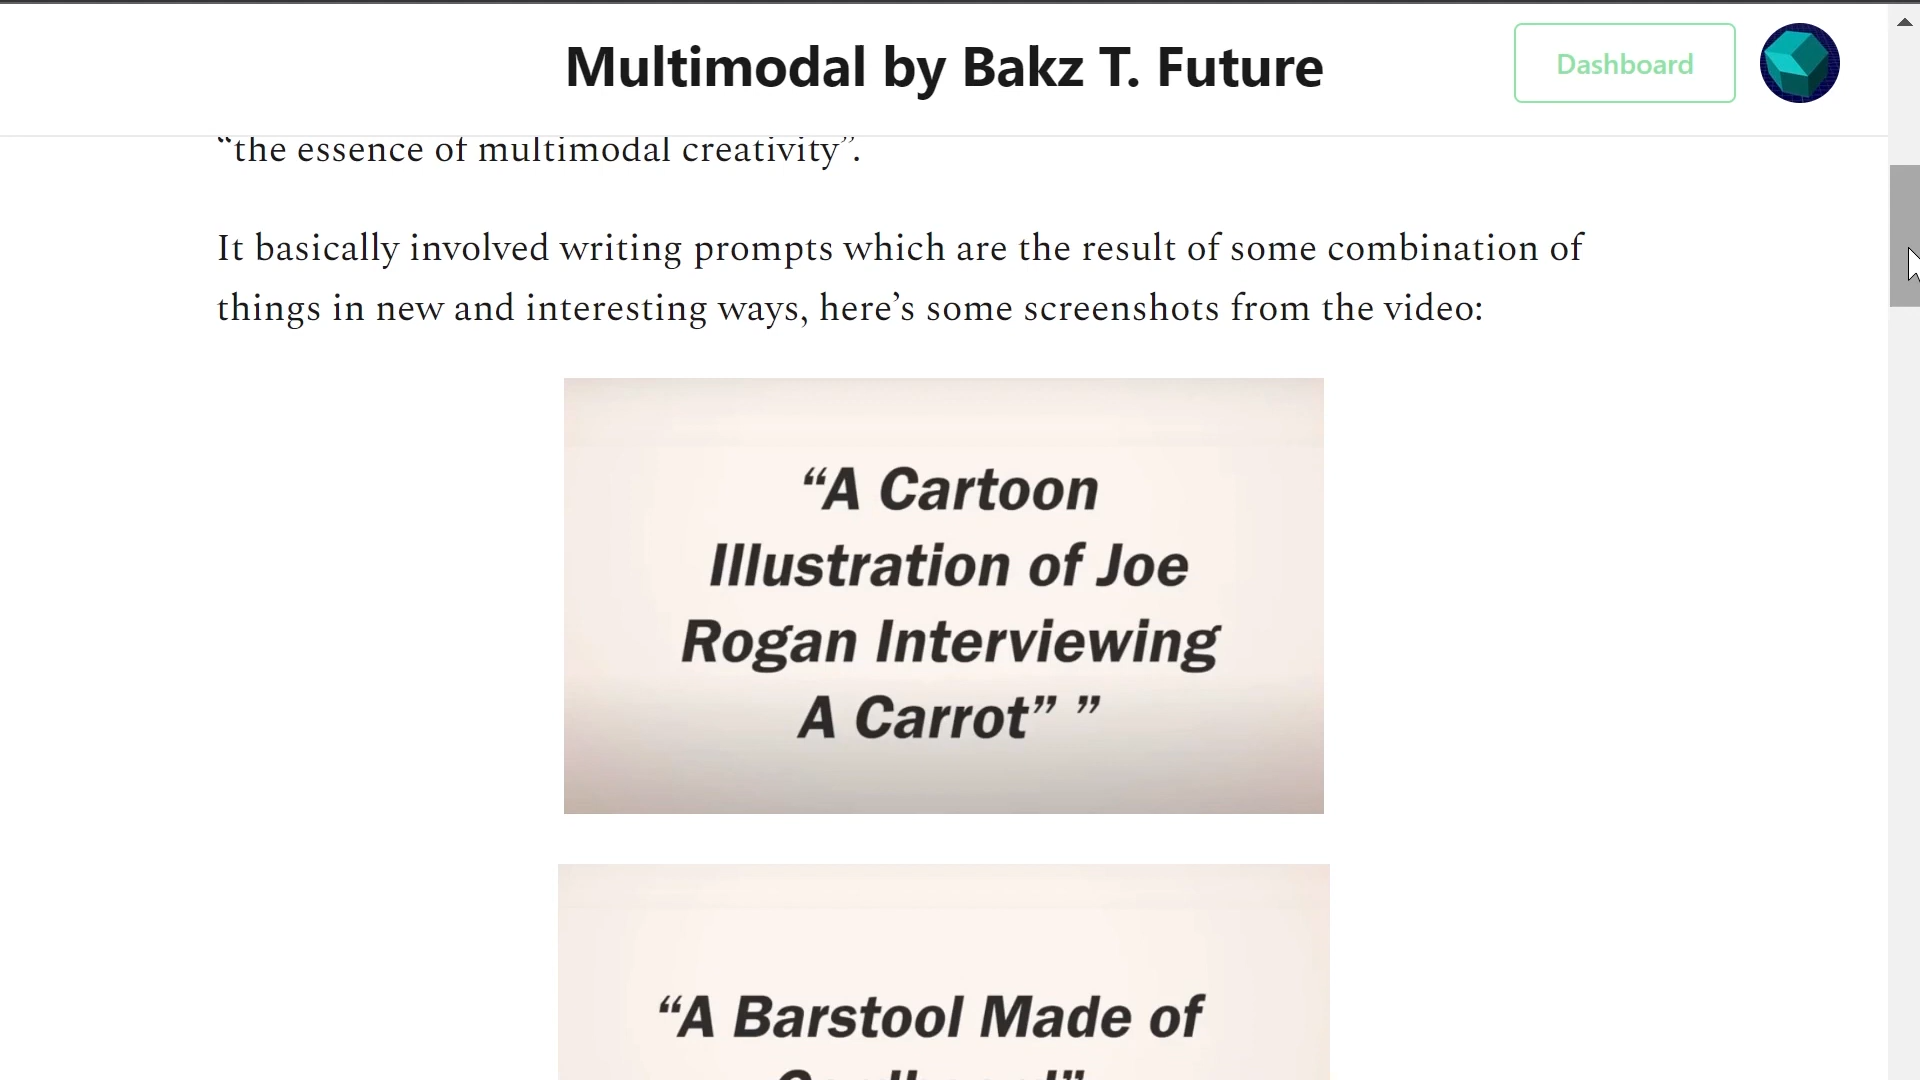 Multimodal by Bakz T. Future
Dashboard
“the essence of multimodal creativity”.
It basically involved writing prompts which are the result of some combination of
things in new and interesting ways, here’s some screenshots from the video:
“A Cartoon
Illustration of Joe
Rogan Interviewing
A Carrot” ”
“A Barstool Made of